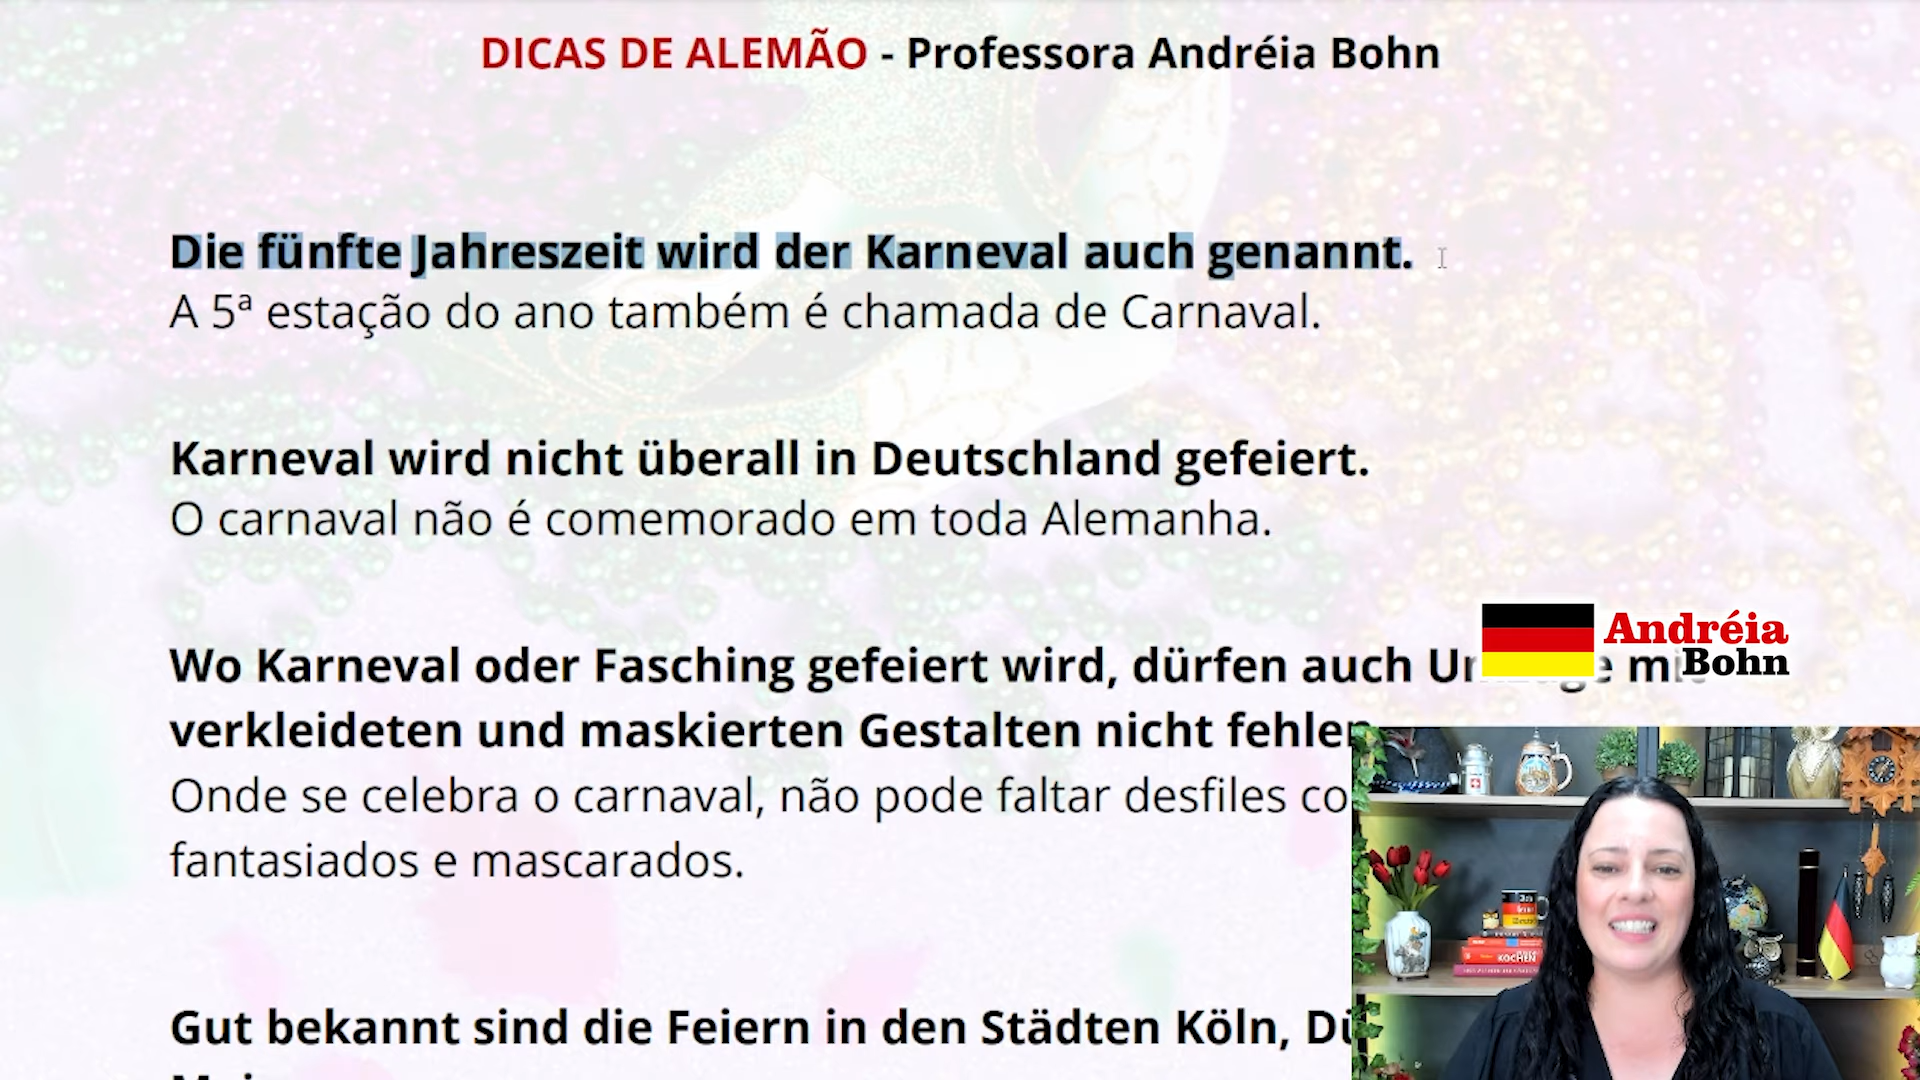 DICAS DE ALEMÃO - Professora Andréia Bohn
Die fünfte Jahreszeit wird der Karneval auch genannt.
A 5ª estação do ano também é chamada de Carnaval.
Karneval wird nicht überall in Deutschland gefeiert.
O carnaval não é comemorado em toda Alemanha.
Wo Karneval oder Fasching gefeiert wird, dürfen auch
verkleideten und maskierten Gestalten nicht fehlen
Onde se celebra o carnaval, não pode faltar desfiles
fantasiados e mascarados.
Gut bekannt sind die Feiern in den Städten Köln,
Andréia
Bohn
KOCHEN